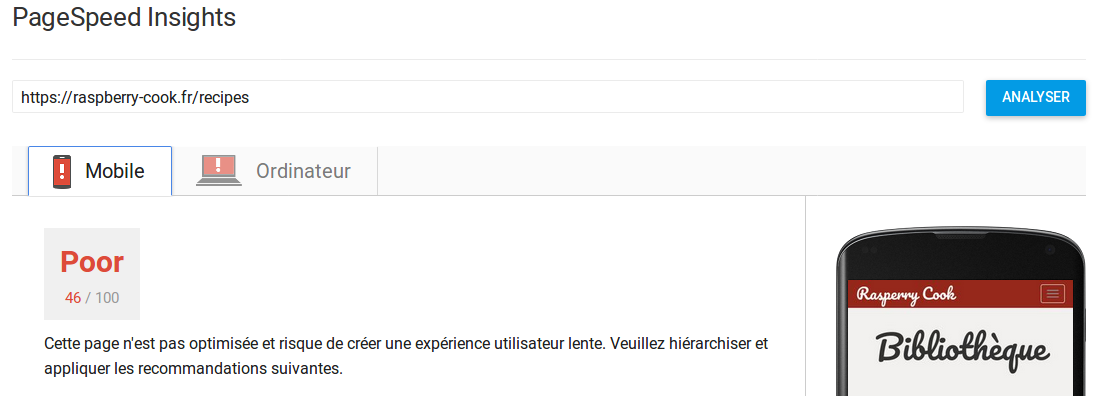 PageSpeed Insights
https://raspberry-cook.fr/recipes
ANALYSER
Mobile
Ordinateur
Poor
46 / 100
Cette page n'est pas optimisée et risque de créer une expérience utilisateur lente. Veuillez hiérarchiser et
appliquer les recommandations suivantes.
Rasperry Cook
Bibliothèque